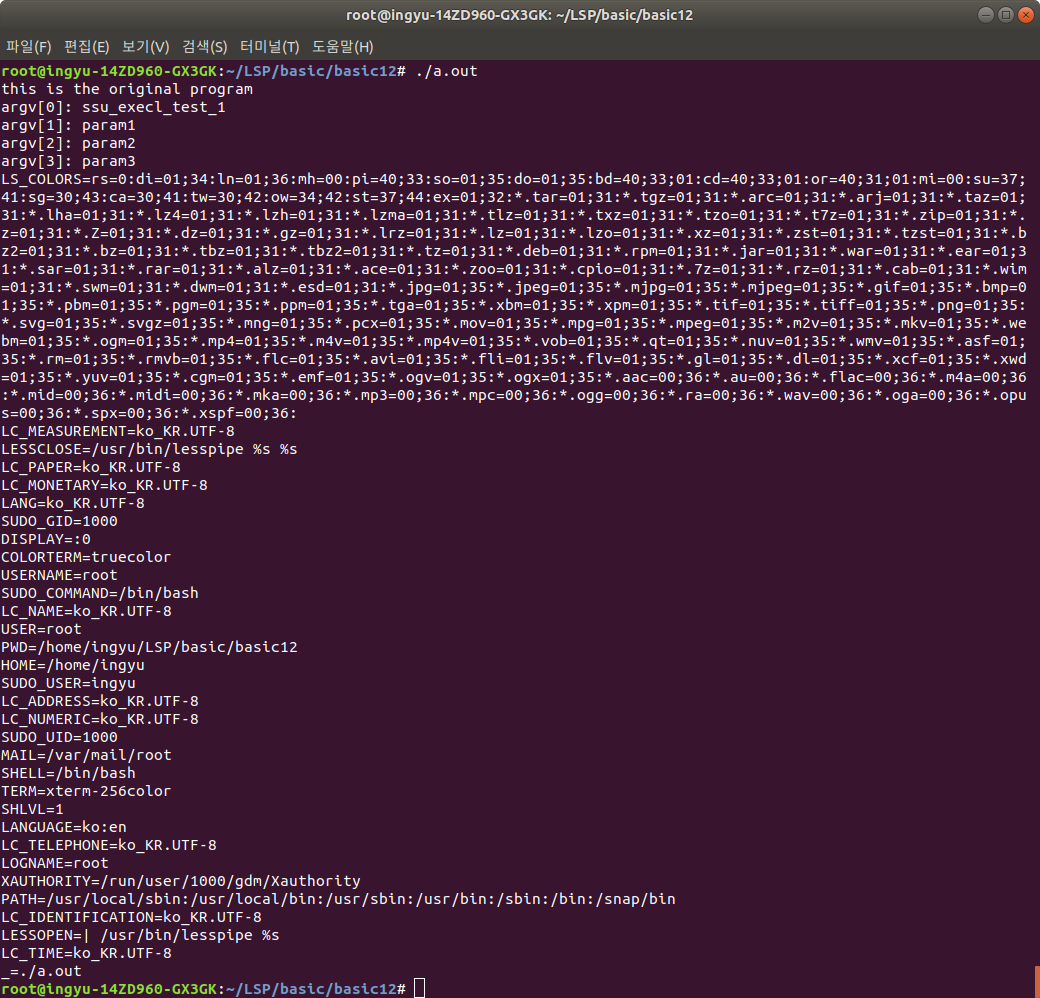 root@ingyu-14ZD960-GX3GK: ~/LSP/basic/basic12
파일(F) 편집(E) 보기(V) 검색(S) 터미널(T) 도움말(H)
root@ingyu-14ZD960-GX3GK:~/LSP/basic/basic12# ./a.out
this is the original program
argv[0]: ssu_execl_test_1
argv[1]: param1
argv[2]: param2
argv[3]: param3
LS_COLORS=rs=0:di=01;34:ln=01;36:mh=00:pi=40;33:so=01;35:do=01;35:bd=40;33;01:cd=40;33;01:or=40;31;01:mi=00:su=37;
41:sg=30;43:ca=30;41:tw=30;42:ow=34;42:st=37;44:ex=01;32:*.tar=01;31:*.tgz=01;31:*.arc=01;31:*.arj=01;31:*.taz=01;
31:*.lha=01;31:*.lz4=01;31:*.lzh=01;31:*.lzma=01;31:*.tlz=01;31:*.txz=01;31:*.tzo=01;31:*.t7z=01;31:*.zip=01;31:*.
z=01;31:*.Z=01;31:*.dz=01;31:*.gz=01;31:*.lrz=01;31:*.lz=01;31:*.lzo=01;31:*.xz=01;31:*.zst=01;31:*.tzst=01;31:*.b
z2=01;31:*.bz=01;31:*.tbz=01;31:*.tbz2=01;31:*.tz=01;31:*.deb=01;31:*.rpm=01;31:*.jar=01;31:*.war=01;31:*.ear=01;3
1:*.sar=01;31:*.rar=01;31:*.alz=01;31:*.ace=01;31:*.zoo=01;31:*.cpio=01;31:*.7z=01;31:*.rz=01;31:*.cab=01;31:*.wim
=01;31:*.swm=01;31:*.dwm=01;31:*.esd=01;31:*.jpg=01;35:*.jpeg=01;35:*.mjpg=01;35:*.mjpeg=01;35:*.gif=01;35:*.bmp=0
1;35:*.pbm=01;35:*.pgm=01;35:*.ppm=01;35:*.tga=01;35:*.xbm=01;35:*.xpm=01;35:*.tif=01;35:*.tiff=01;35:*.png=01;35:
*.svg=01;35:*.svgz=01;35:*.mng=01;35:*.pcx=01;35:*.mov=01;35:*.mpg=01;35:*.mpeg=01;35:*.m2v=01;35:*.mkv=01;35:*.we
bm=01;35:*.ogm=01;35:*.mp4=01;35:*.m4v=01;35:*.mp4v=01;35:*.vob=01;35:*.qt=01;35:*.nuv=01;35:*.wmv=01;35:*.asf=01;
35:*.rm=01;35:*.rmvb=01;35:*.flc=01;35:*.avi=01;35:*.fli=01;35:*.flv=01;35:*.gl=01;35:*.dl=01;35:*.xcf=01;35:*.xwd
=01;35:*.yuv=01;35:*.cgm=01;35:*.emf=01;35:*.ogv=01;35:*.ogx=01;35:*.aac=00;36:*.au=00;36:*.flac=00;36:*.m4a=00;36
:*.mid=00;36:*.midi=00;36:*.mka=00;36:*.mp3=00;36:*.mpc=00;36:*.ogg=00;36:*.ra=00;36:*.wav=00;36:*.oga=00;36:*.opu
s=00;36:*.spx=00;36:*.xspf=00;36:
LC_MEASUREMENT=ko_KR.UTF-8
LESSCLOSE=/usr/bin/lesspipe %s %s
LC_PAPER=ko_KR.UTF-8
LC_MONETARY=ko_KR.UTF-8
LANG=ko_KR.UTF-8
SUDO_GID=1000
DISPLAY=:0
COLORTERM=truecolor
USERNAME=root
SUDO_COMMAND=/bin/bash
LC_NAME=ko_KR.UTF-8
USER=root
PWD=/home/ingyu/LSP/basic/basic12
HOME=/home/ingyu
SUDO_USER=ingyu
LC_ADDRESS=ko_KR.UTF-8
LC_NUMERIC=ko_KR.UTF-8
SUDO_UID=1000
MAIL=/var/mail/root
SHELL=/bin/bash
TERM=xterm-256color
SHLVL=1
LANGUAGE=ko:en
LC_TELEPHONE=ko_KR.UTF-8
LOGNAME=root
XAUTHORITY=/run/user/1000/gdm/Xauthority
PATH=/usr/local/sbin:/usr/local/bin:/usr/sbin:/usr/bin:/sbin:/bin:/snap/bin
LC_IDENTIFICATION=ko_KR.UTF-8
LESSOPEN=| /usr/bin/lesspipe %s
LC_TIME=ko_KR.UTF-8
_=./a.out
root@ingyu-14ZD960-GX3GK:~/LSP/basic/basic12#